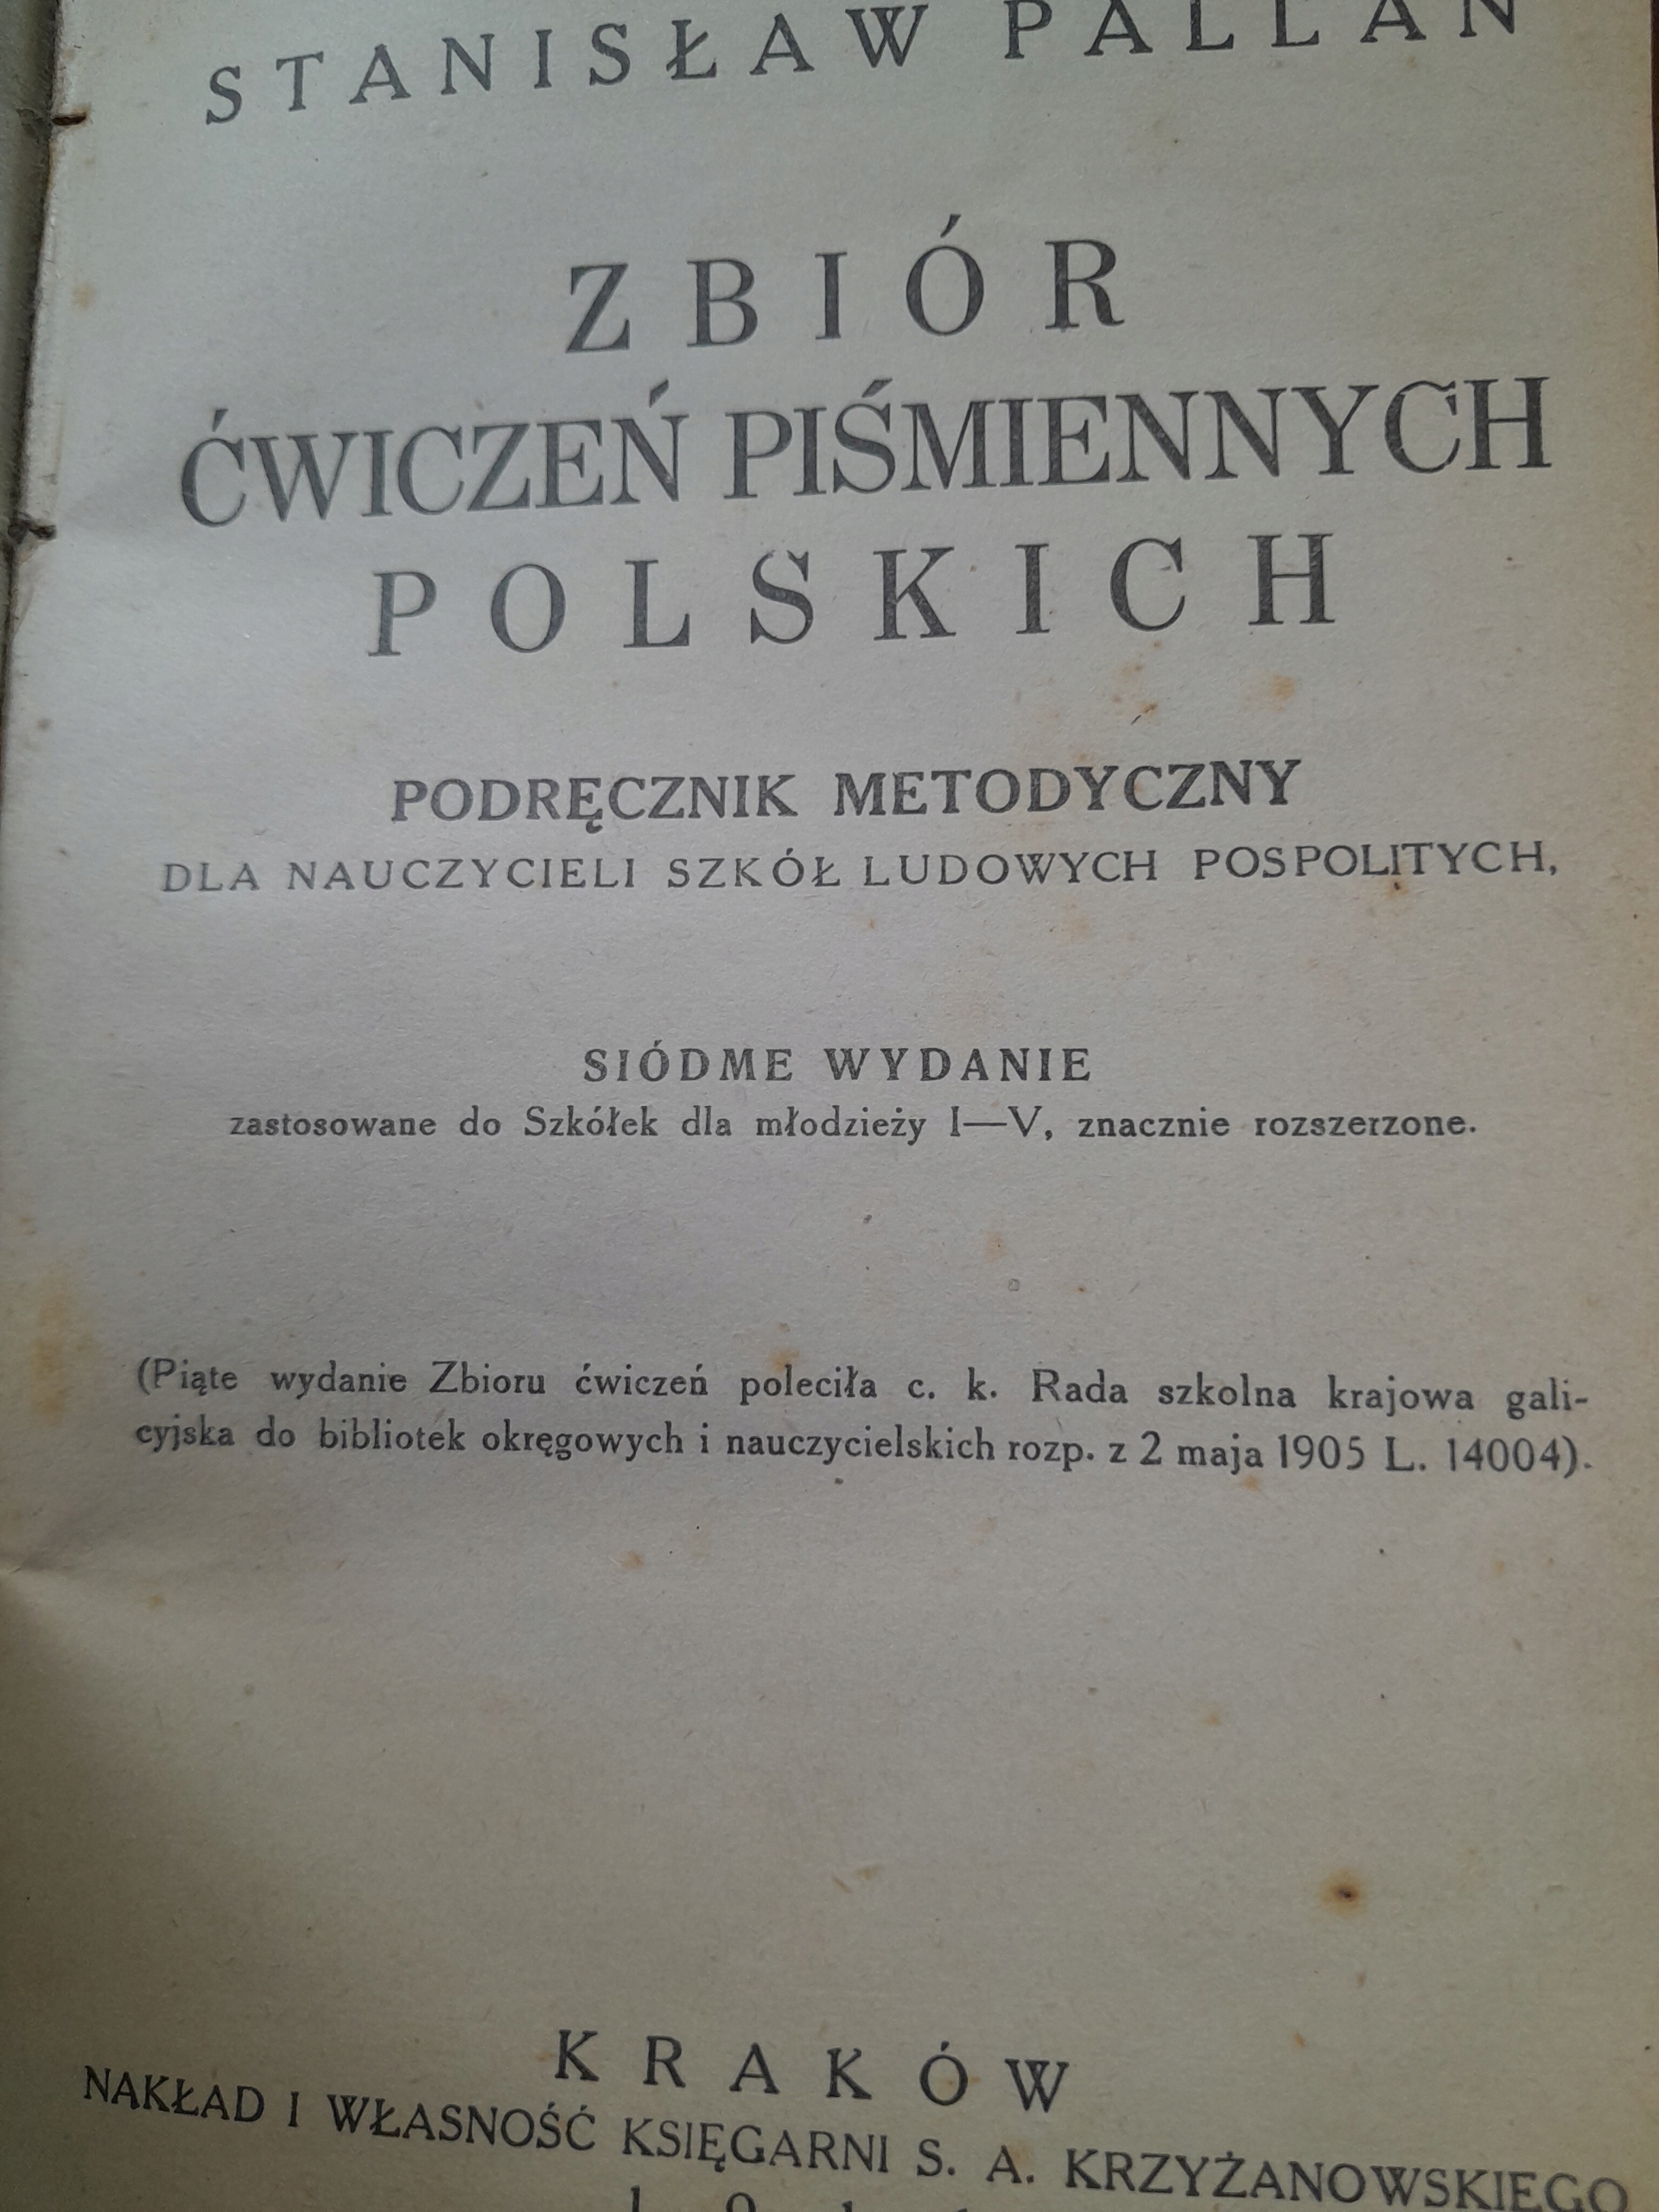 STANISŁAW PALLAN
ZBIÓR
ĆWICZEŃ PIŚMIENNYCH
POLSKICH
PODRĘCZNIK METODYCZNY
DLA NAUCZYCIELI SZKÓŁ LUDOWYCH POSPOLITYCH,
SIÓDME WYDANIE
zastosowane do Szkółek dla młodzieży I—V, znacznie rozszerzone.
(Piąte wydanie Zbioru ćwiczeń poleciła c. k. Rada szkolna krajowa gali-
cyjska do bibliotek okręgowych i nauczycielskich rozp. z 2 maja 1905 L. 14004).
KRAKÓW
NAKŁAD I WŁASNOŚĆ KSIĘGARNI S. A. KRZYŻANOWSKIEGO